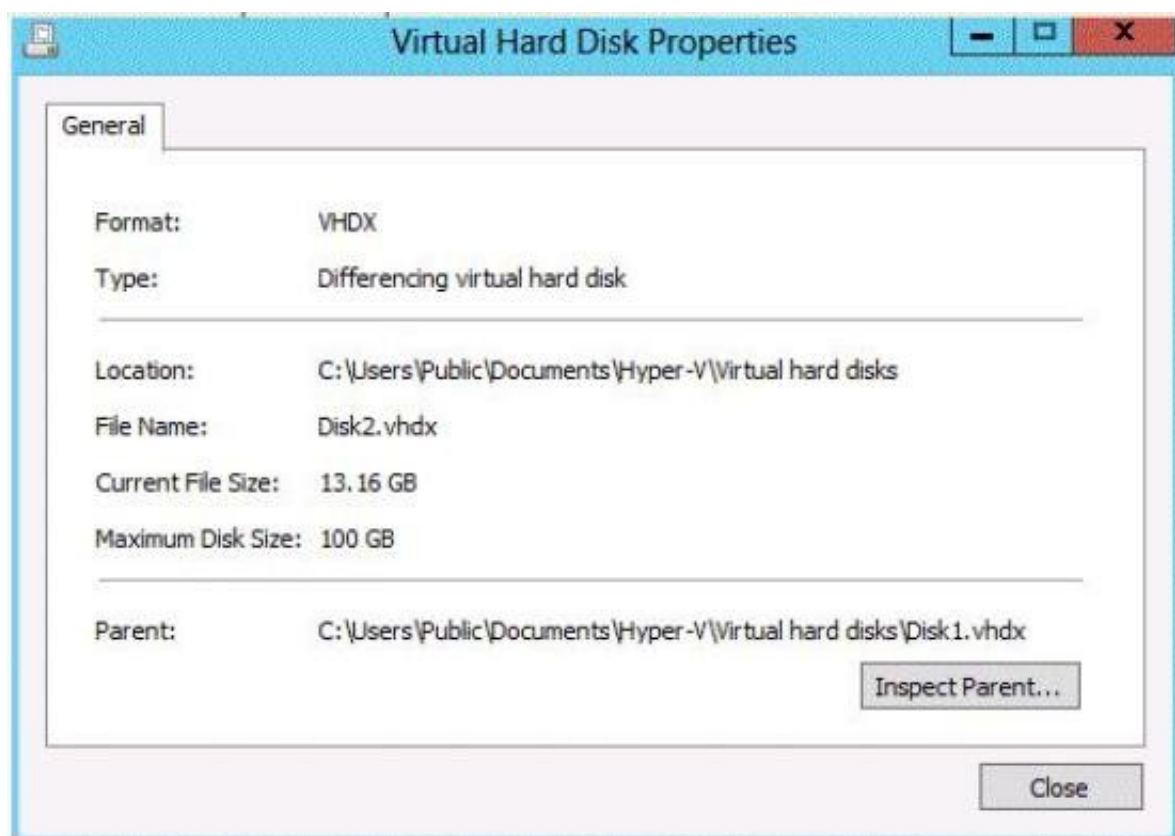 Virtual Hard Disk Properties
General
Format: VHDX
Type: Differencing virtual hard disk
Location: C:\Users\Public\Documents\Hyper-V\Virtual hard disks
File Name: Disk2.vhdx
Current File Size: 13.16 GB
Maximum Disk Size: 100 GB
Parent: C:\Users\Public\Documents\Hyper-V\Virtual hard disks\Disk1.vhdx
Inspect Parent...
Close